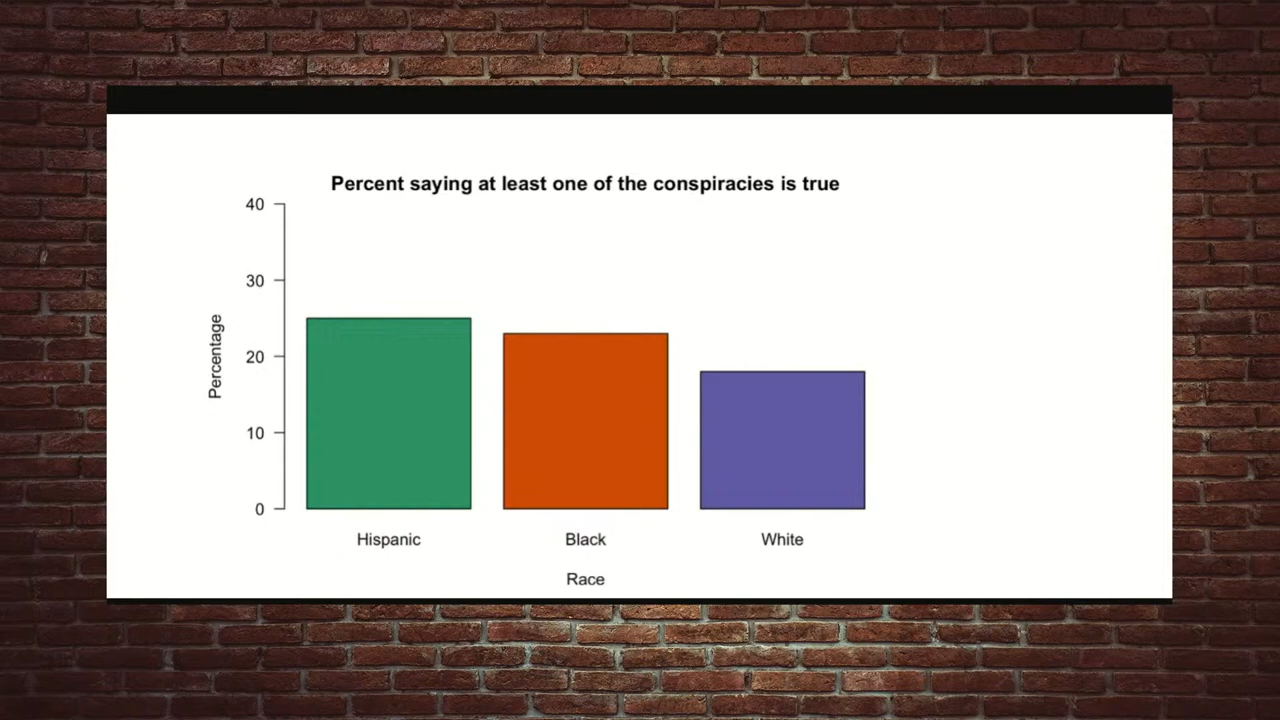 Percent saying at least one of the conspiracies is true
40
30
20
10
0
Percentage
Hispanic Black White
Race